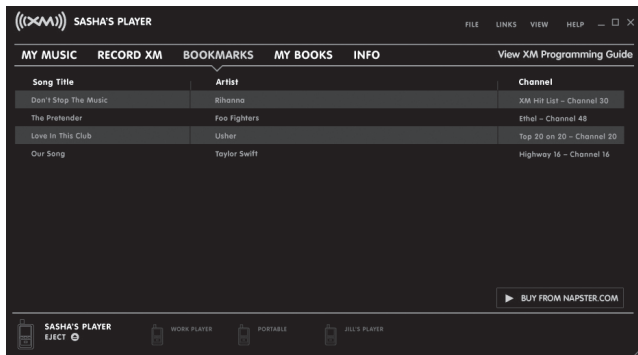 ((XM)) SASHA'S PLAYER FILE LINKS VIEW HELP
MY MUSIC RECORD XM BOOKMARKS MY BOOKS INFO View XM Programming Guide
Song Title Artist Channel
Don't Stop The Music Rihanna XM Hit List – Channel 30
The Pretender Foo Fighters Ethel – Channel 48
Love In This Club Usher Top 20 on 20 – Channel 20
Our Song Taylor Swift Highway 16 – Channel 16
BUY FROM NAPSTER.COM
SASHA'S PLAYER WORK PLAYER PORTABLE JILL'S PLAYER
EJECT